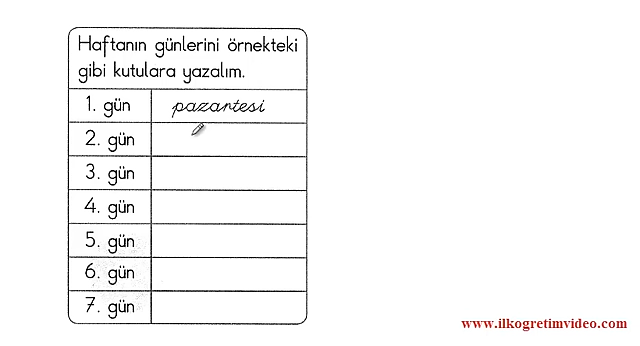 Haftanın günlerini örnekteki
gibi kutulara yazalım.
1. gün pazartesi
2. gün
3. gün
4. gün
5. gün
6. gün
7. gün
www.ilkogretimvideo.com